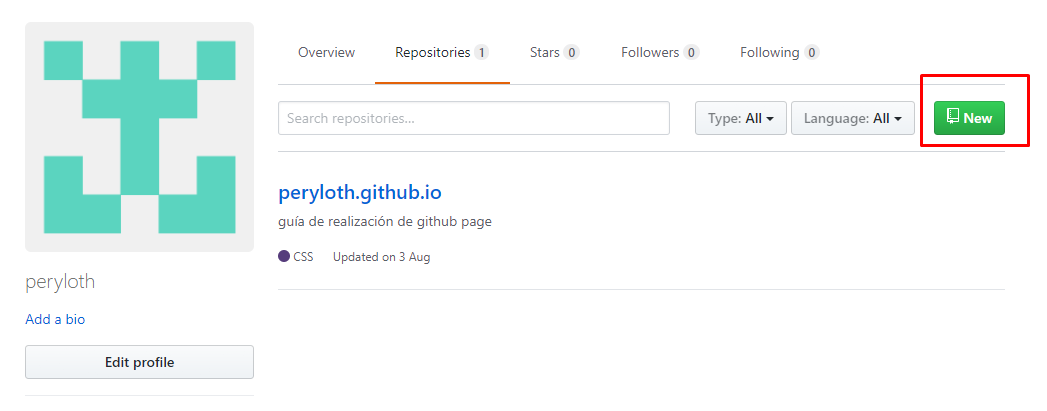 Overview Repositories 1 Stars 0 Followers 0 Following 0
Search repositories... Type: All Language: All New
peryloth.github.io
guía de realización de github page
CSS Updated on 3 Aug
peryloth
Add a bio
Edit profile